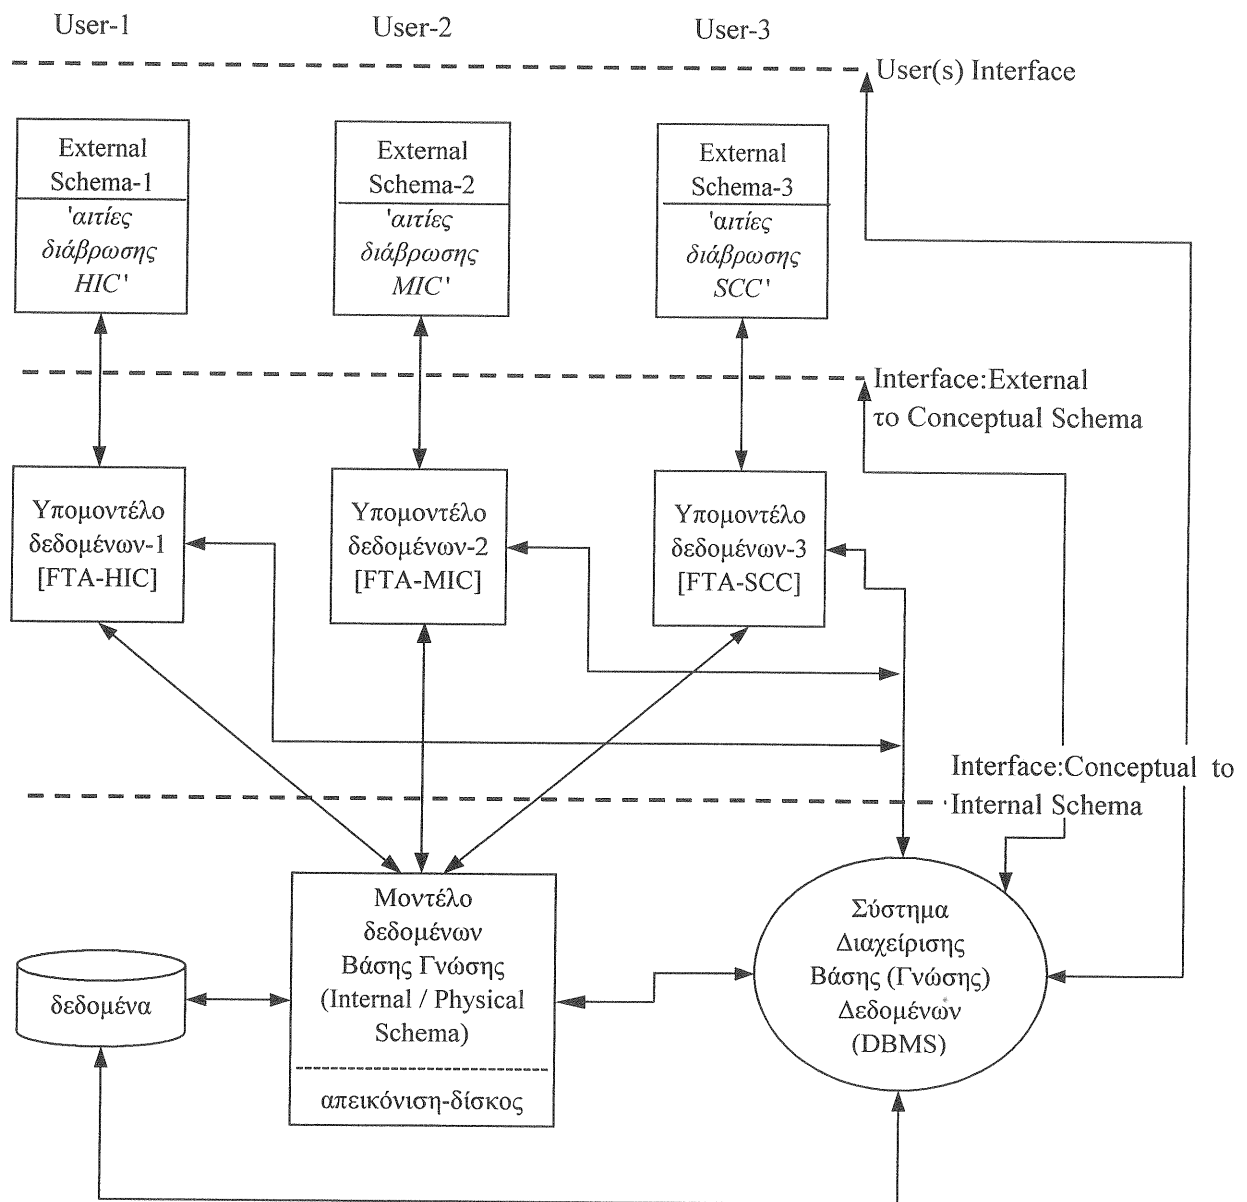 User-1
User-2
User-3
User(s) Interface
External
Schema-1
'αιτίες
διάβρωσης
HIC'
External
Schema-2
'αιτίες
διάβρωσης
MIC'
External
Schema-3
'αιτίες
διάβρωσης
SCC'
Interface:External
to Conceptual Schema
Υπομοντέλο
δεδομένων-1
[FTA-HIC]
Υπομοντέλο
δεδομένων-2
[FTA-MIC]
Υπομοντέλο
δεδομένων-3
[FTA-SCC]
Interface:Conceptual to
Internal Schema
δεδομένα
Μοντέλο
δεδομένων
Βάσης Γνώσης
(Internal / Physical
Schema)
απεικόνιση-δίσκος
Σύστημα
Διαχείρισης
Βάσης (Γνώσης)
Δεδομένων
(DBMS)